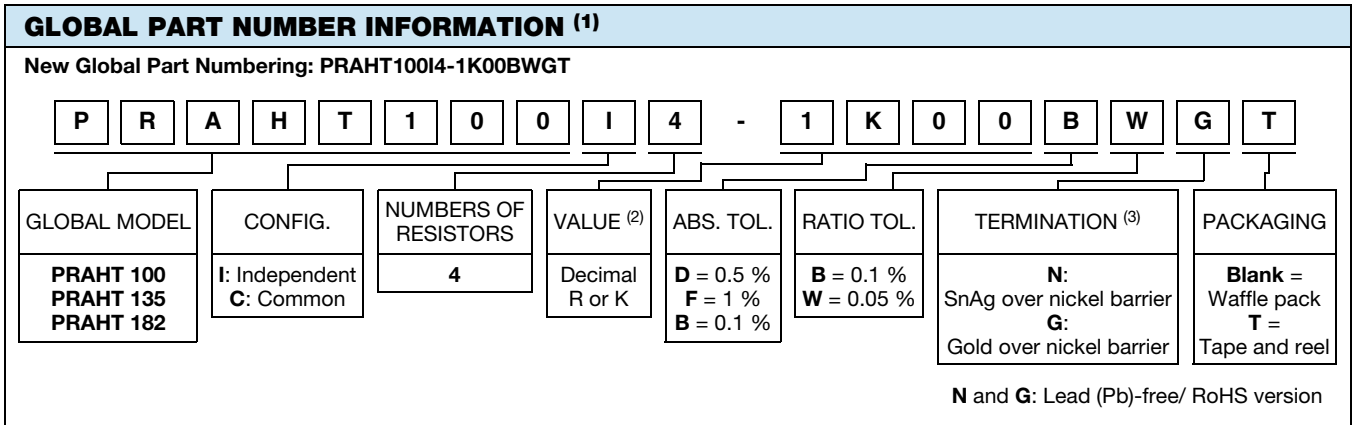 GLOBAL PART NUMBER INFORMATION (1)
New Global Part Numbering: PRAHT100I4-1K00BWGT
P R A H T 1 0 0 I 4 - 1 K 0 0 B W G T
GLOBAL MODEL
PRAHT 100
PRAHT 135
PRAHT 182
CONFIG.
I: Independent
C: Common
NUMBERS OF
RESISTORS
4
VALUE (2)
Decimal
R or K
ABS. TOL.
D = 0.5 %
F = 1 %
B = 0.1 %
RATIO TOL.
B = 0.1 %
W = 0.05 %
TERMINATION (3)
N:
SnAg over nickel barrier
G:
Gold over nickel barrier
PACKAGING
Blank =
Waffle pack
T =
Tape and reel
N and G: Lead (Pb)-free/ RoHS version